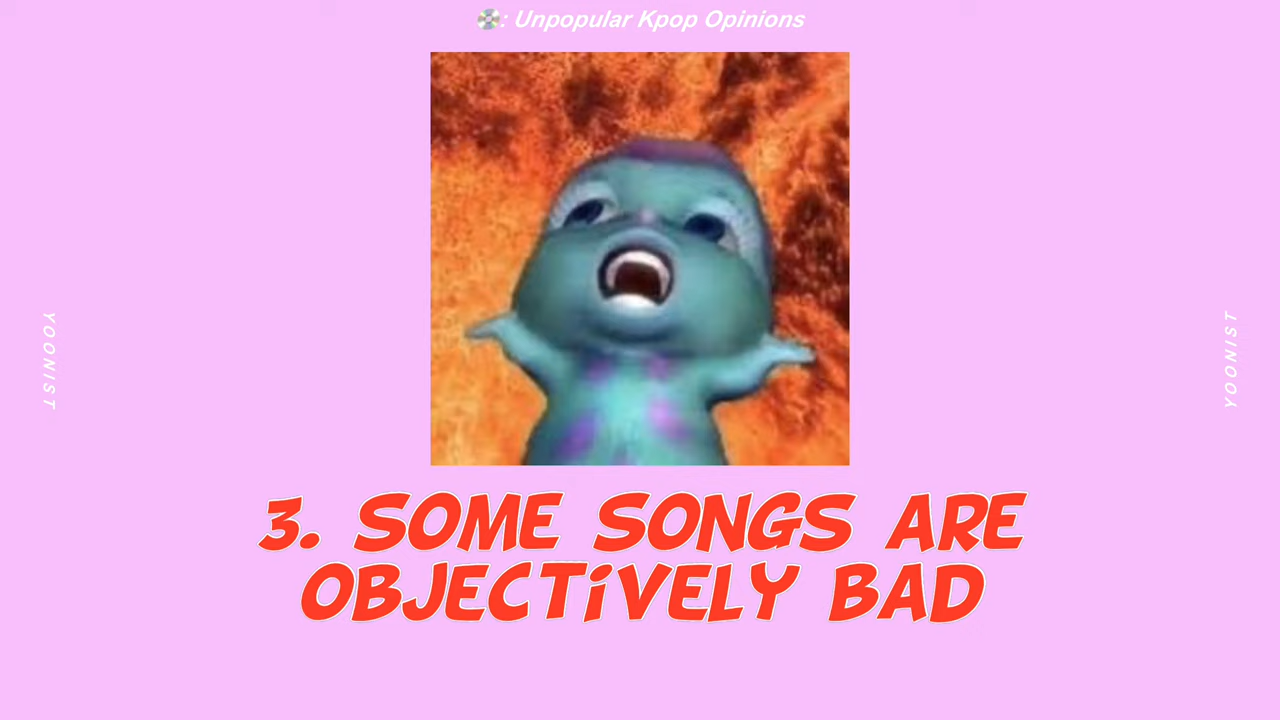 💿: Unpopular Kpop Opinions
YOONIST
YOONIST
3. SOME SONGS ARE
OBJECTiVELY BAD